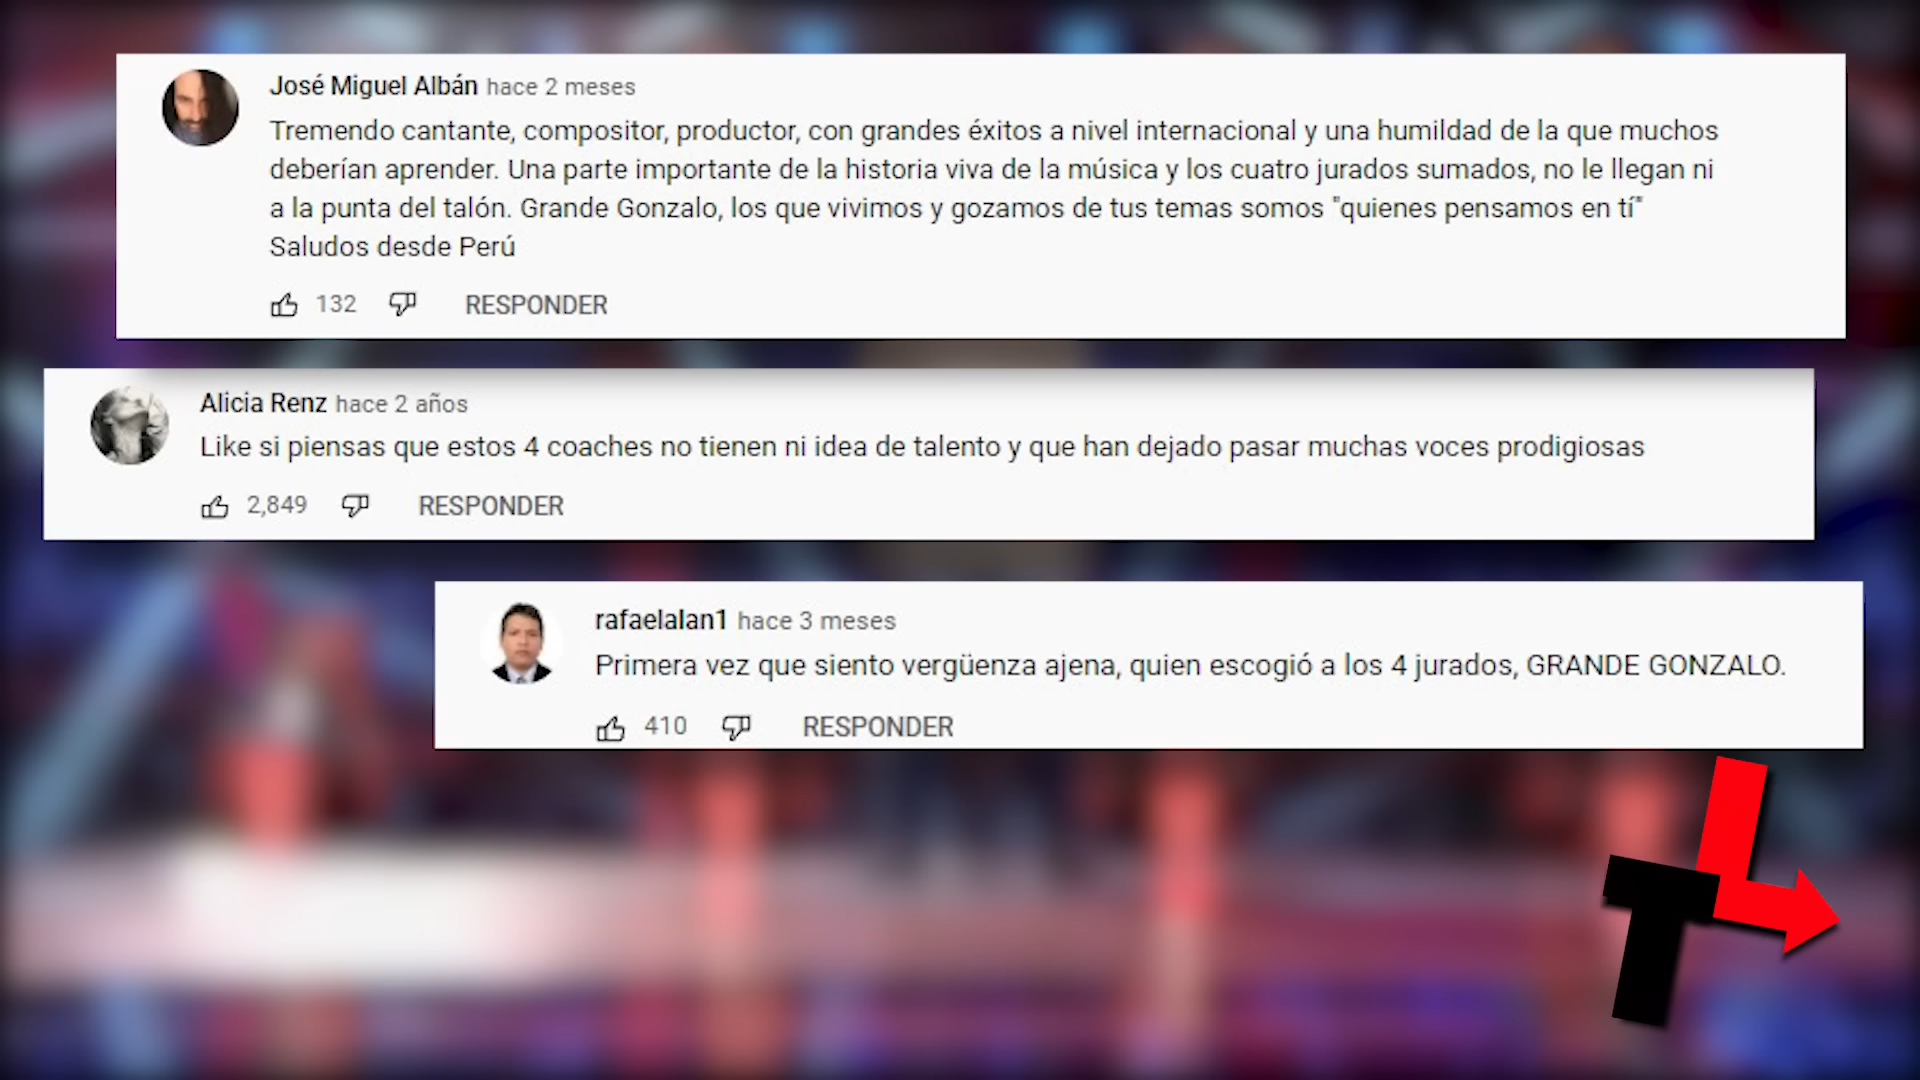 José Miguel Albán hace 2 meses
Tremendo cantante, compositor, productor, con grandes éxitos a nivel internacional y una humildad de la que muchos
deberían aprender. Una parte importante de la historia viva de la música y los cuatro jurados sumados, no le llegan ni
a la punta del talón. Grande Gonzalo, los que vivimos y gozamos de tus temas somos "quienes pensamos en tí"
Saludos desde Perú
132 RESPONDER
Alicia Renz hace 2 años
Like si piensas que estos 4 coaches no tienen ni idea de talento y que han dejado pasar muchas voces prodigiosas
2,849 RESPONDER
rafaelalan1 hace 3 meses
Primera vez que siento vergüenza ajena, quien escogió a los 4 jurados, GRANDE GONZALO.
410 RESPONDER
TL